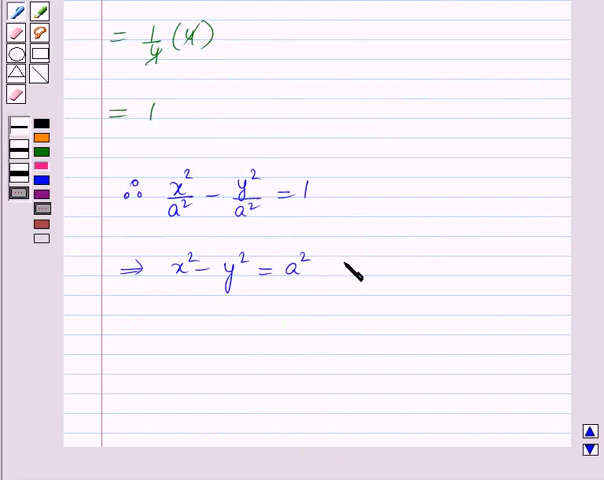 = 1/4 (4)
= 1
∴ x²/a² − y²/a² = 1
⇒ x² − y² = a²